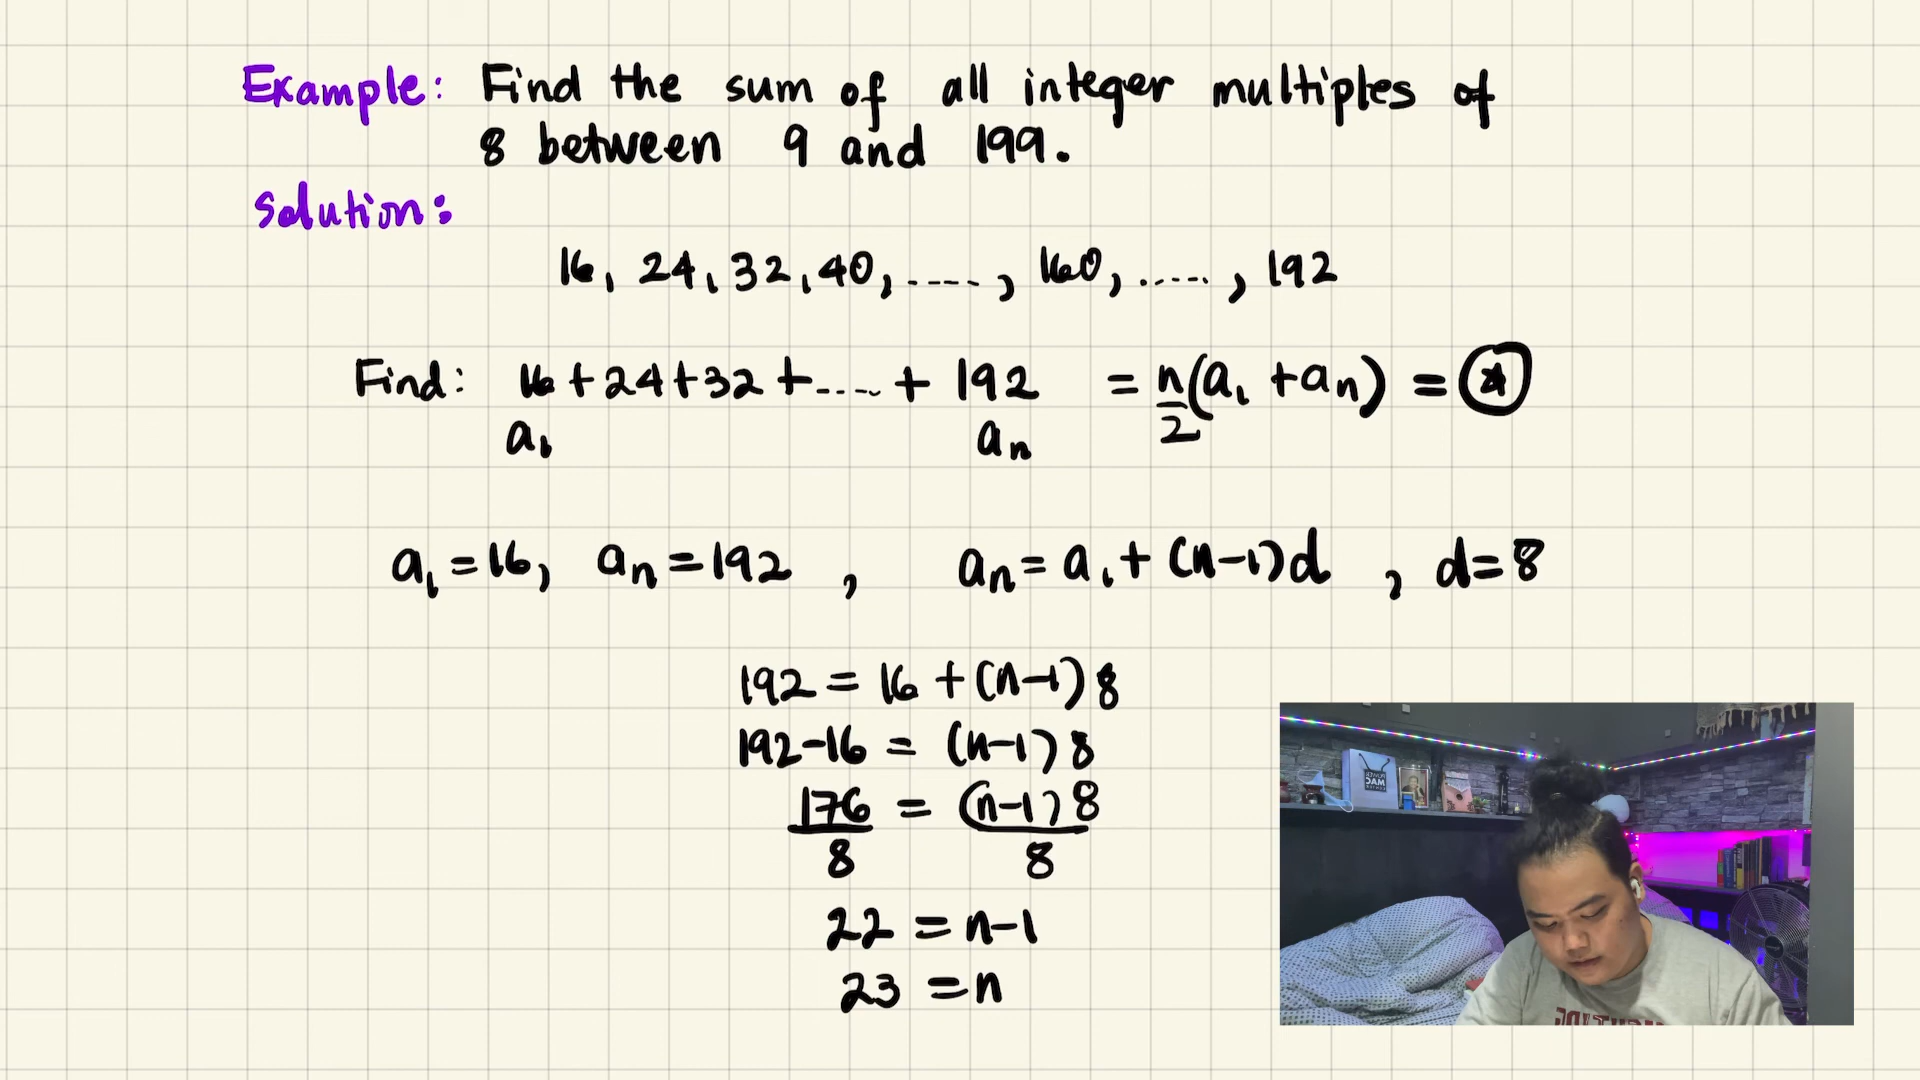 Example: Find the sum of all integer multiples of
8 between 9 and 199.
Solution:
16, 24, 32, 40, ....., 160, ....., 192
Find: 16 + 24 + 32 + ..... + 192 = n/2 (a₁ + aₙ) = ⊛
a₁ aₙ
a₁ = 16, aₙ = 192, aₙ = a₁ + (n-1)d, d = 8
192 = 16 + (n-1) 8
192-16 = (n-1) 8
176/8 = (n-1) 8/8
22 = n-1
23 = n
MAC